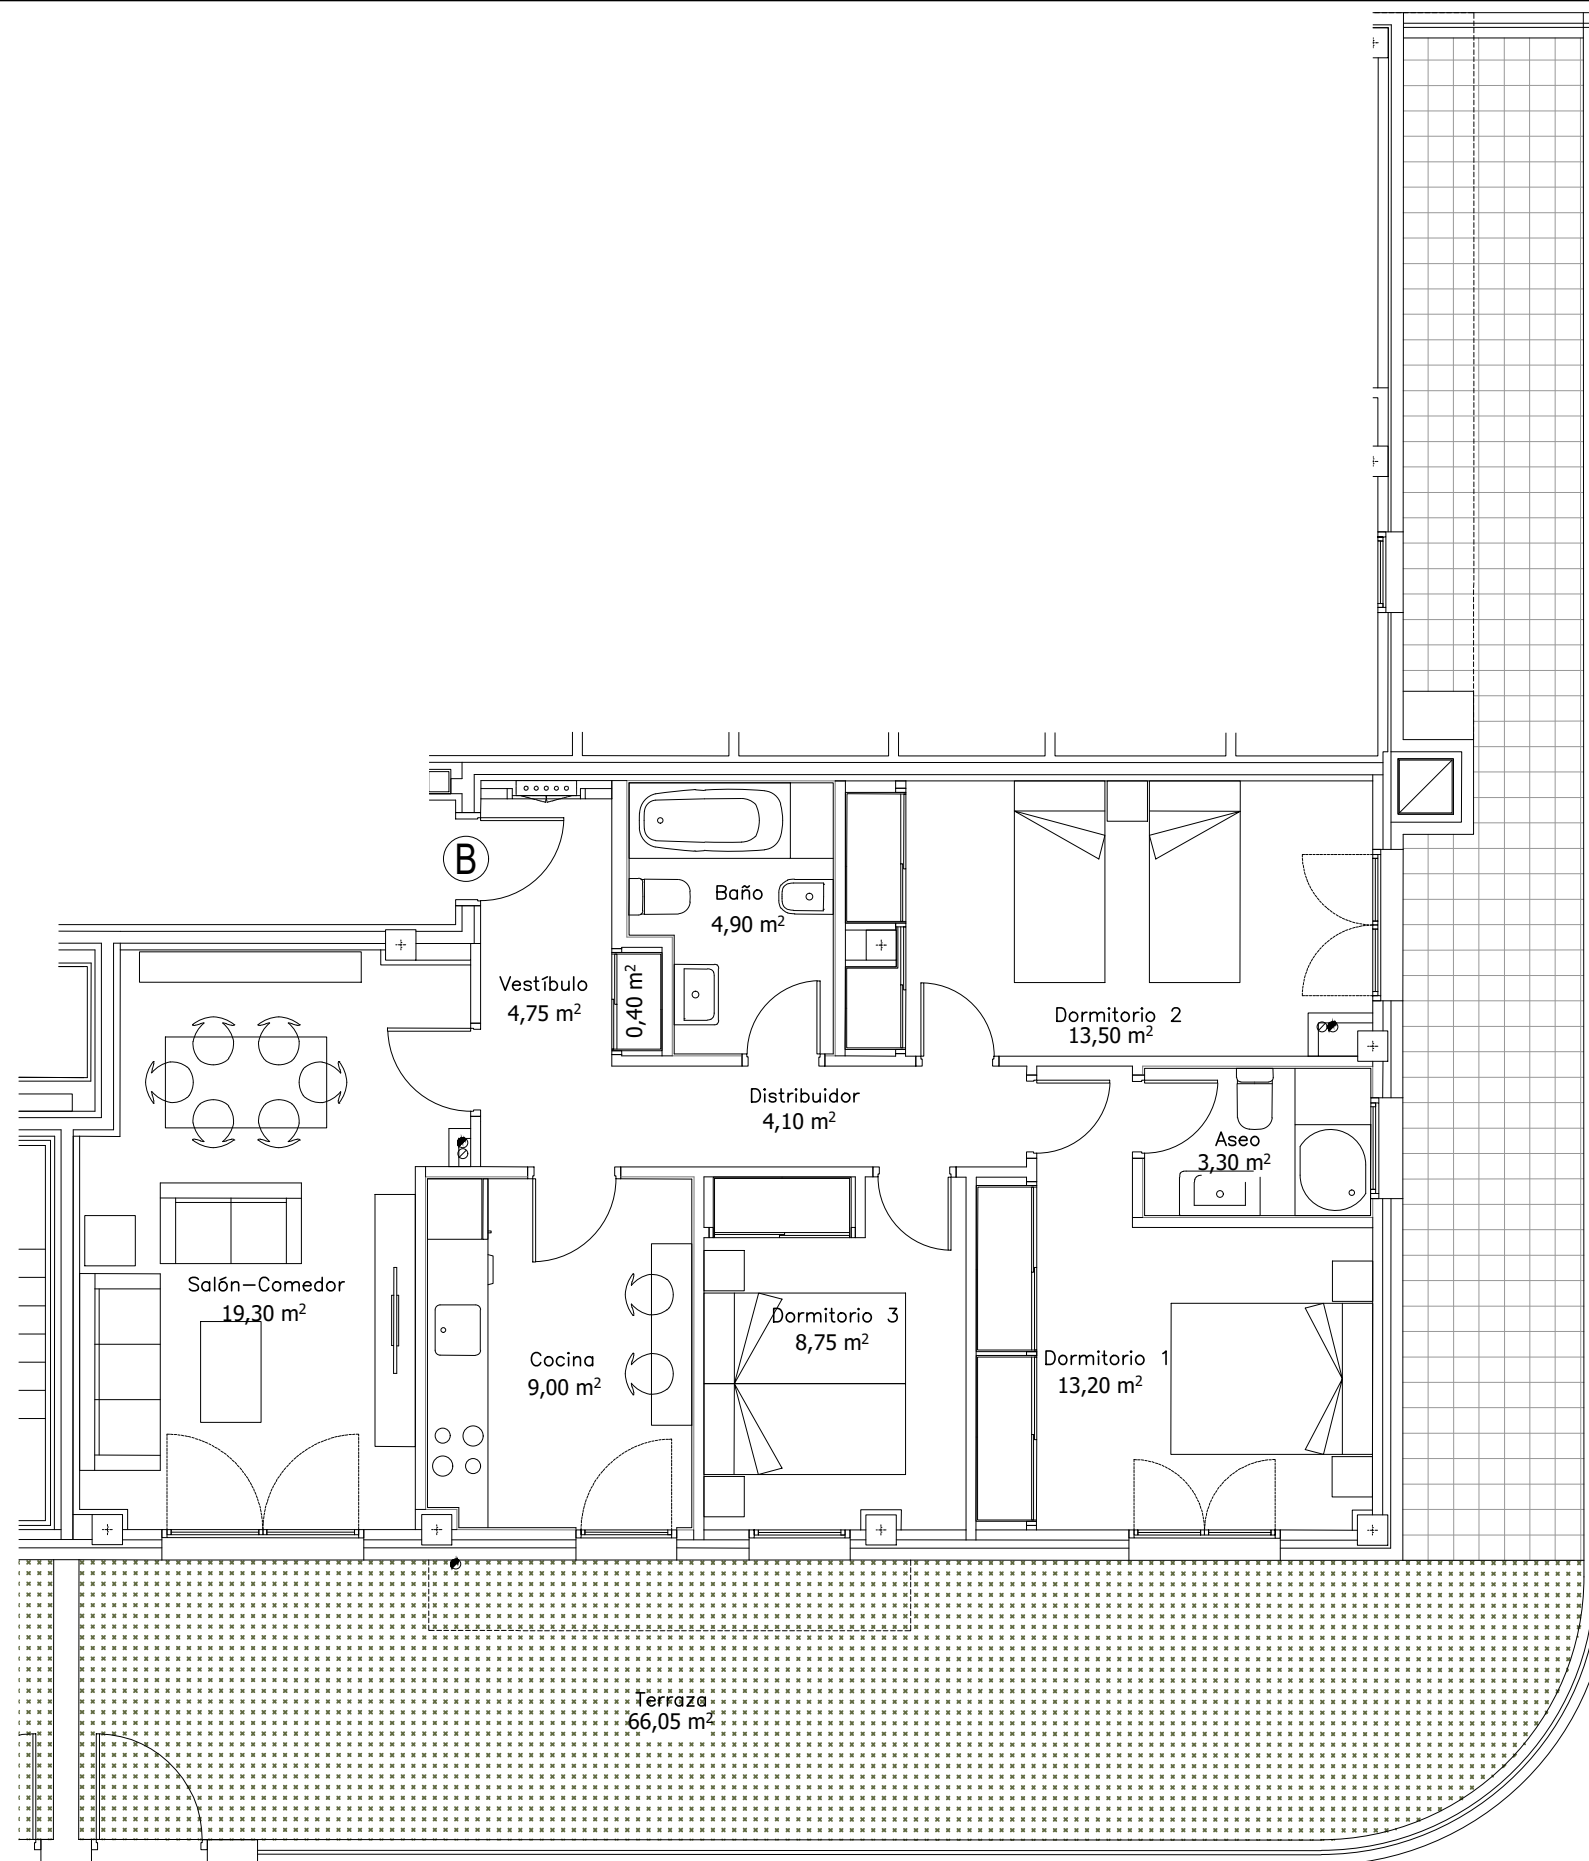 B
Baño
4,90 m²
Vestíbulo
4,75 m²
0,40 m²
Dormitorio 2
13,50 m²
Distribuidor
4,10 m²
Aseo
3,30 m²
Salón-Comedor
19,30 m²
Cocina
9,00 m²
Dormitorio 3
8,75 m²
Dormitorio 1
13,20 m²
Terraza
66,05 m²